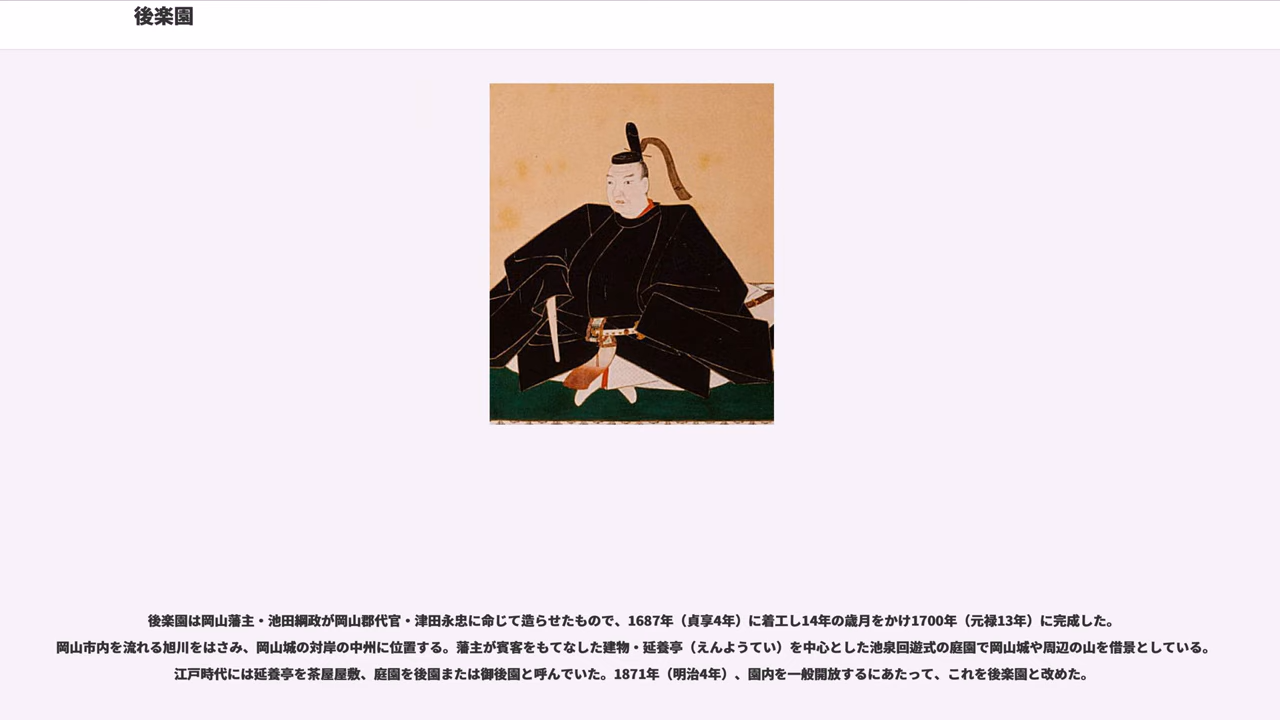 後楽園
後楽園は岡山藩主・池田綱政が岡山郡代官・津田永忠に命じて造らせたもので、1687年（貞享4年）に着工し14年の歳月をかけ1700年（元禄13年）に完成した。
岡山市内を流れる旭川をはさみ、岡山城の対岸の中州に位置する。藩主が賓客をもてなした建物・延養亭（えんようてい）を中心とした池泉回遊式の庭園で岡山城や周辺の山を借景としている。
江戸時代には延養亭を茶屋屋敷、庭園を後園または御後園と呼んでいた。1871年（明治4年）、園内を一般開放するにあたって、これを後楽園と改めた。